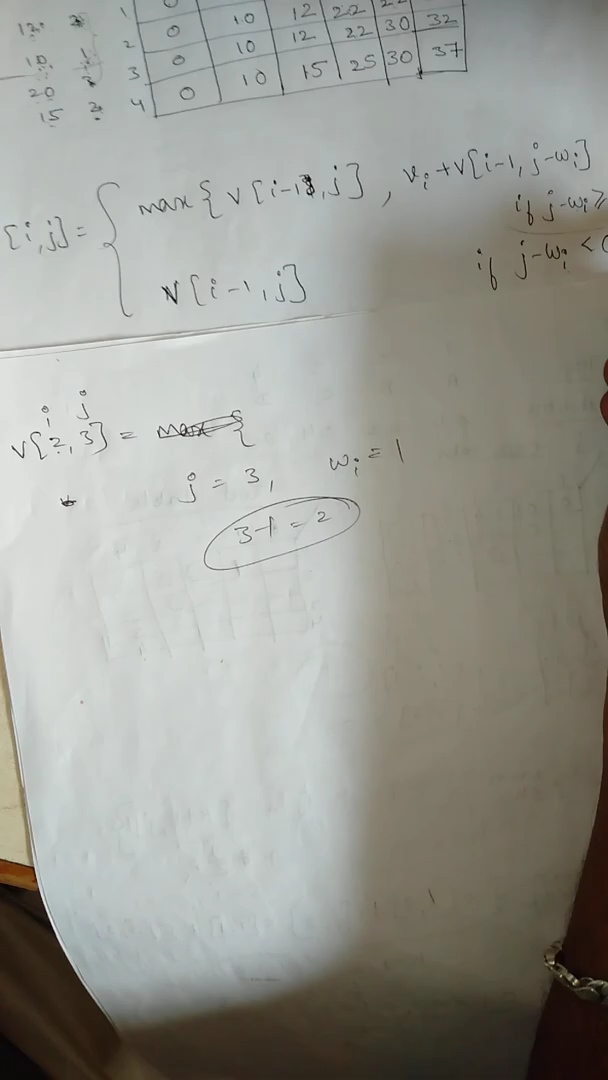 1 0 10 12 22 22
12 2 0 10 12 22 30 32
10 1 3 0 10 15 25 30 37
20 4 0
15 2
[i,j] = { max{ V[i-1,j] , vi + V[i-1, j-wi] if j-wi ≥
V[i-1,j] if j-wi < 0
i j
V[2,3] = max {
j = 3, wi = 1
3-1 = 2